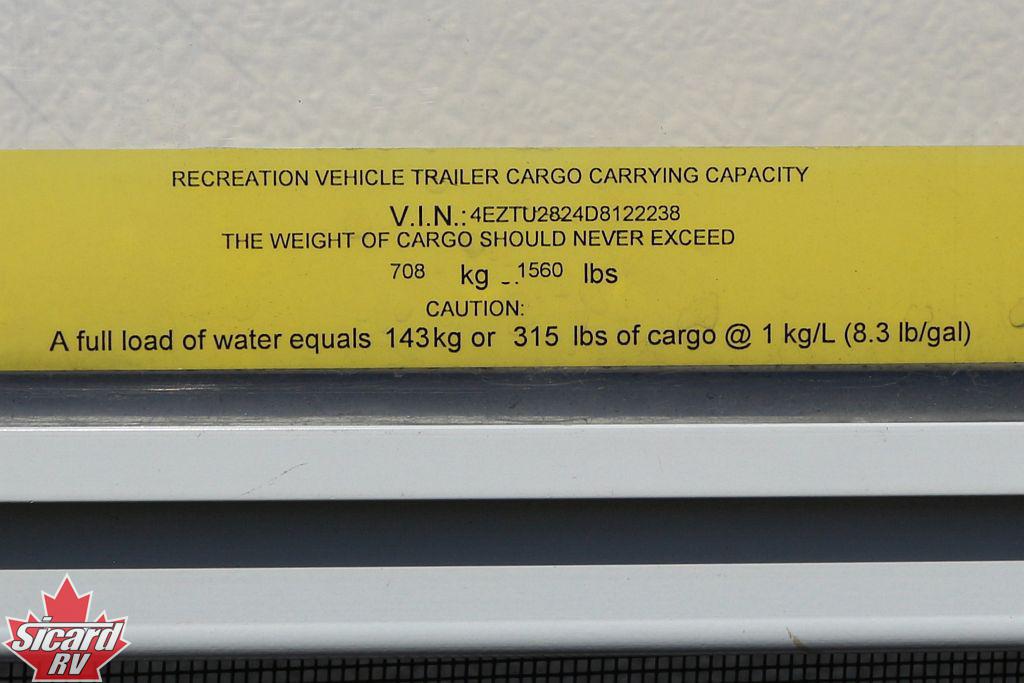 RECREATION VEHICLE TRAILER CARGO CARRYING CAPACITY
V.I.N.: 4EZTU2824D8122238
THE WEIGHT OF CARGO SHOULD NEVER EXCEED
708 kg 1560 lbs
CAUTION:
A full load of water equals 143kg or 315 lbs of cargo @ 1 kg/L (8.3 lb/gal)
Sicard
RV